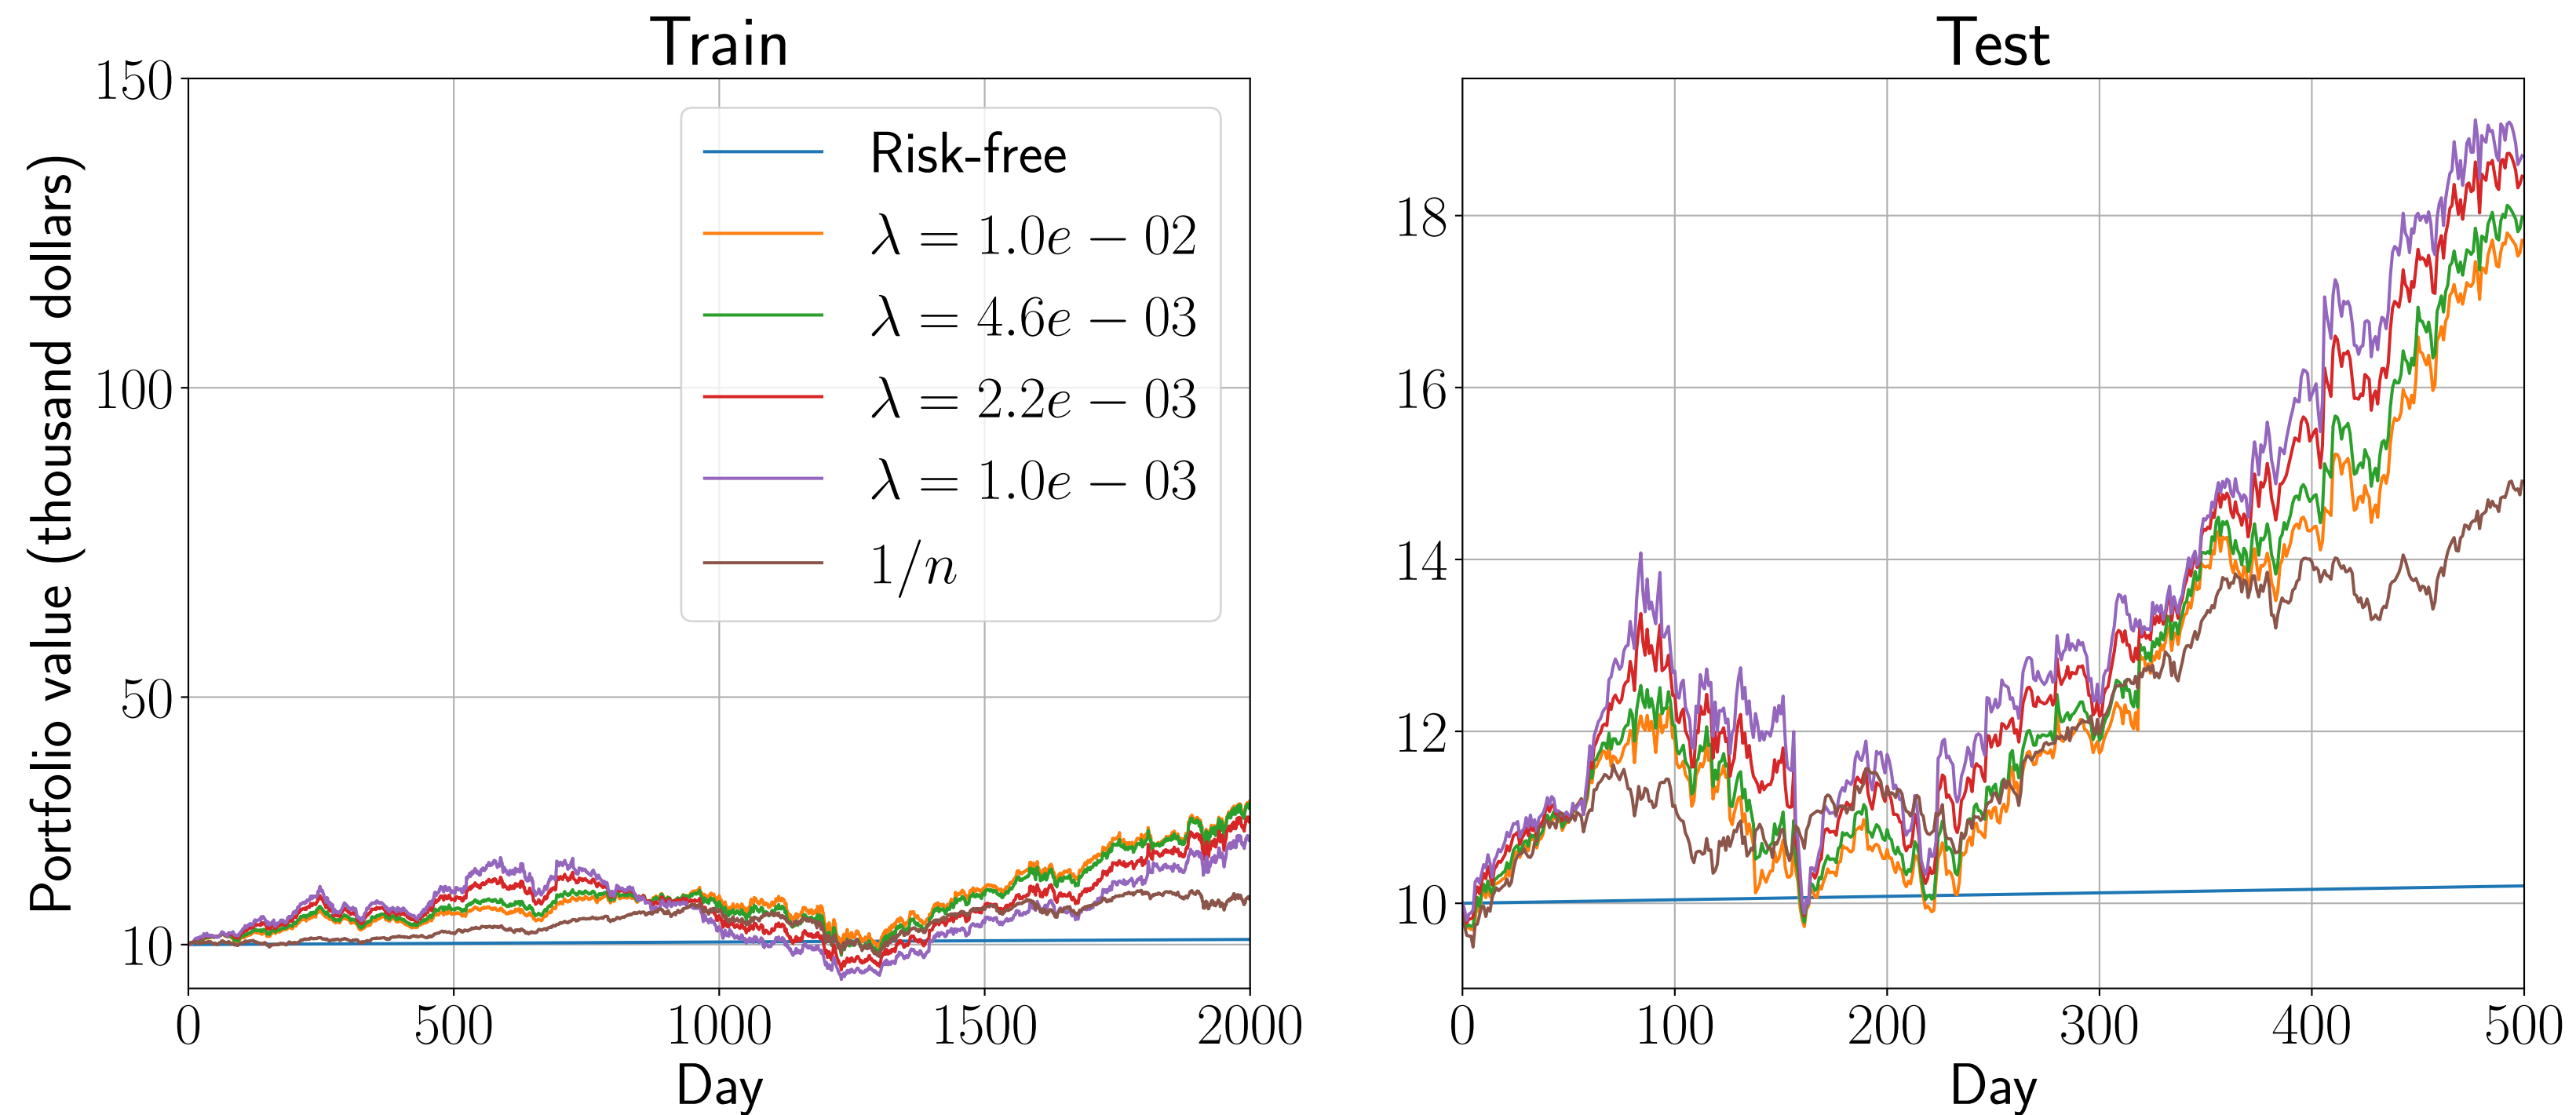 Train
Portfolio value (thousand dollars)
150
100
50
10
Risk-free
λ = 1.0e − 02
λ = 4.6e − 03
λ = 2.2e − 03
λ = 1.0e − 03
1/n
0 500 1000 1500 2000
Day
Test
18
16
14
12
10
0 100 200 300 400 500
Day